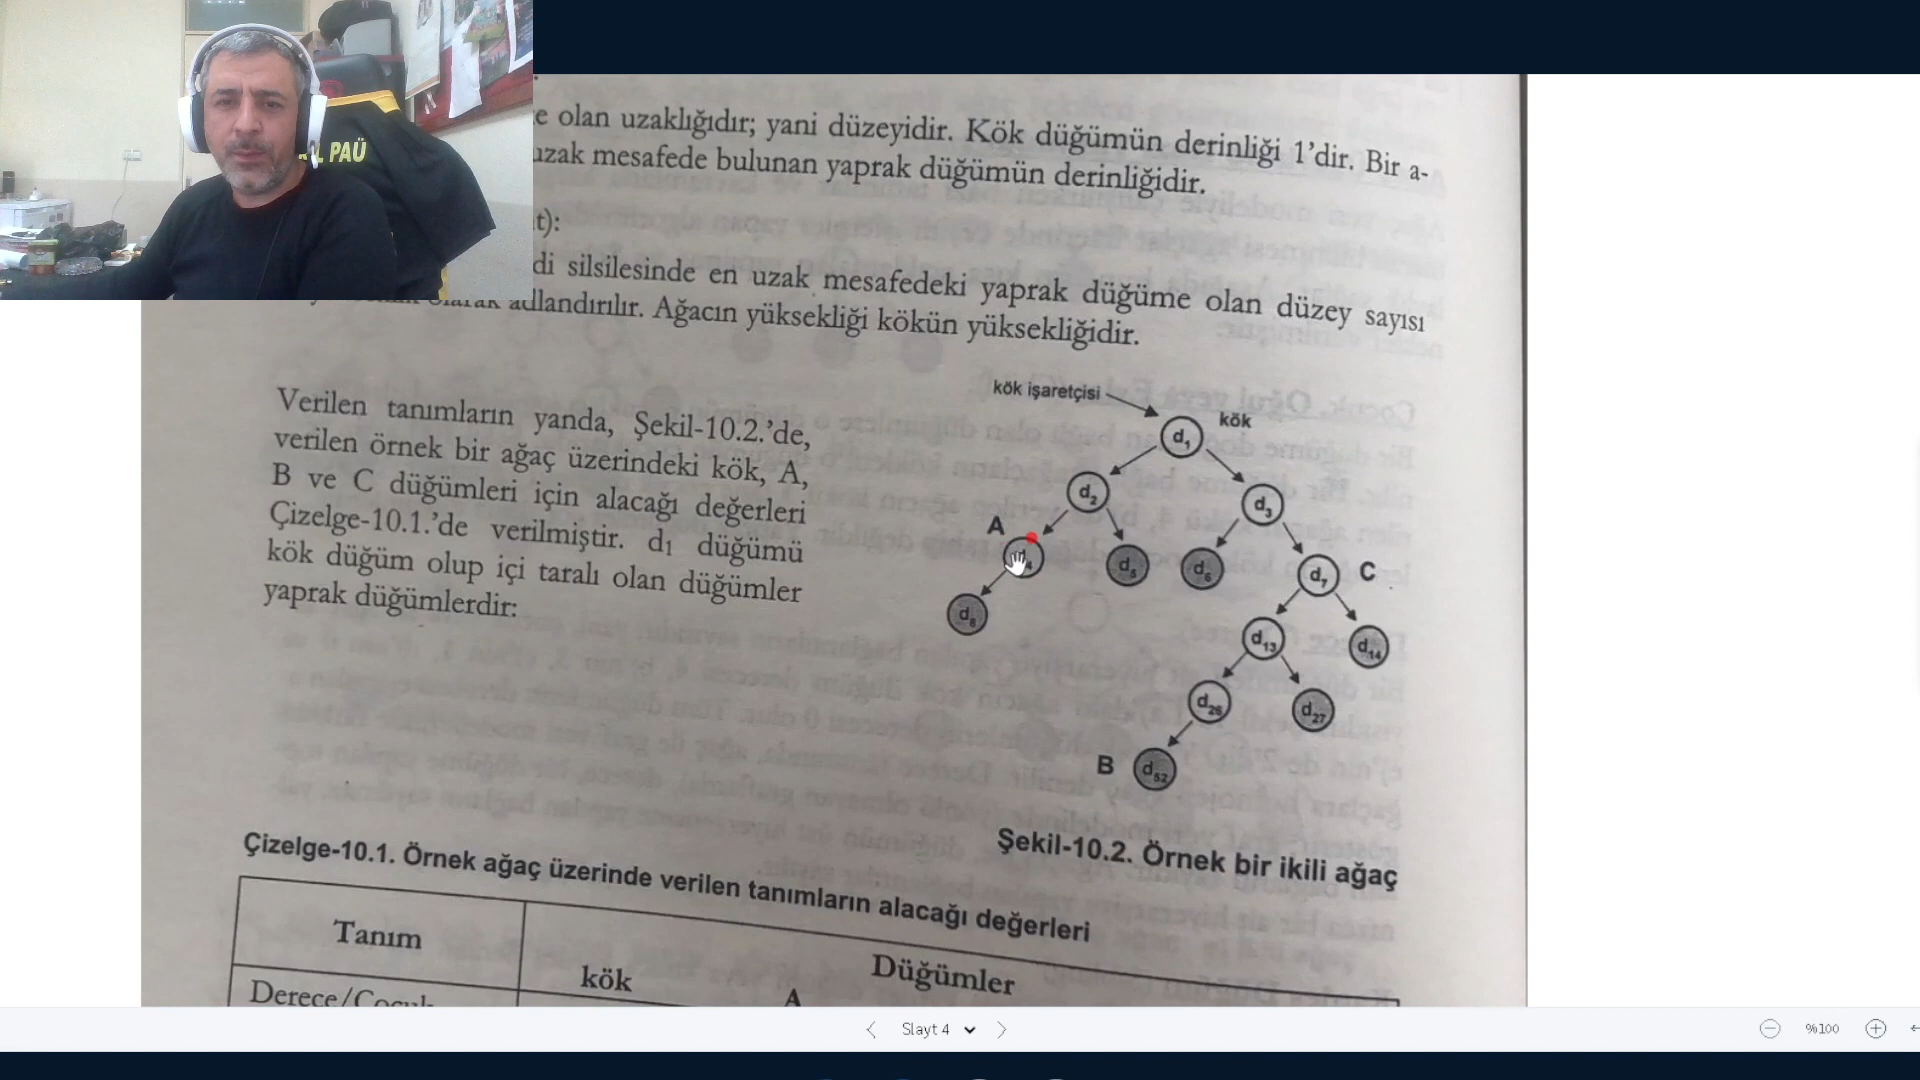 PAÜ
e olan uzaklığıdır; yani düzeyidir. Kök düğümün derinliği 1'dir. Bir a-
uzak mesafede bulunan yaprak düğümün derinliğidir.
t):
di silsilesinde en uzak mesafedeki yaprak düğüme olan düzey sayısı
olarak adlandırılır. Ağacın yüksekliği kökün yüksekliğidir.
Verilen tanımların yanda, Şekil-10.2.'de,
verilen örnek bir ağaç üzerindeki kök, A,
B ve C düğümleri için alacağı değerleri
Çizelge-10.1.'de verilmiştir. d₁ düğümü
kök düğüm olup içi taralı olan düğümler
yaprak düğümlerdir:
kök işaretçisi
kök
d₁
d₂
d₃
A
d₅
d₆
d₇
C
d₈
d₁₃
d₁₄
d₂₆
d₂₇
B
d₅₂
Şekil-10.2. Örnek bir ikili ağaç
Çizelge-10.1. Örnek ağaç üzerinde verilen tanımların alacağı değerleri
Tanım
Düğümler
kök
A
Derece/Çocuk
Slayt 4
%100